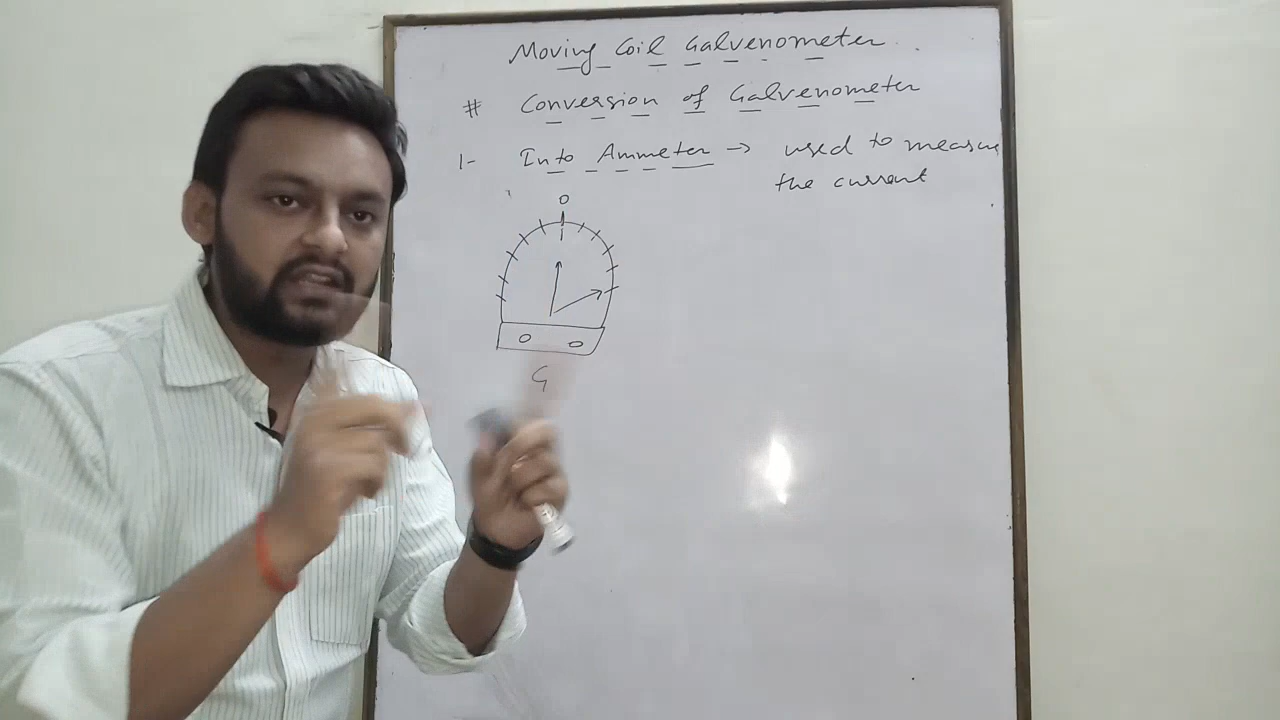 Moving Coil Galvenometer
# Conversion of Galvenometer
1- Into Ammeter → used to measure
the current
0
G